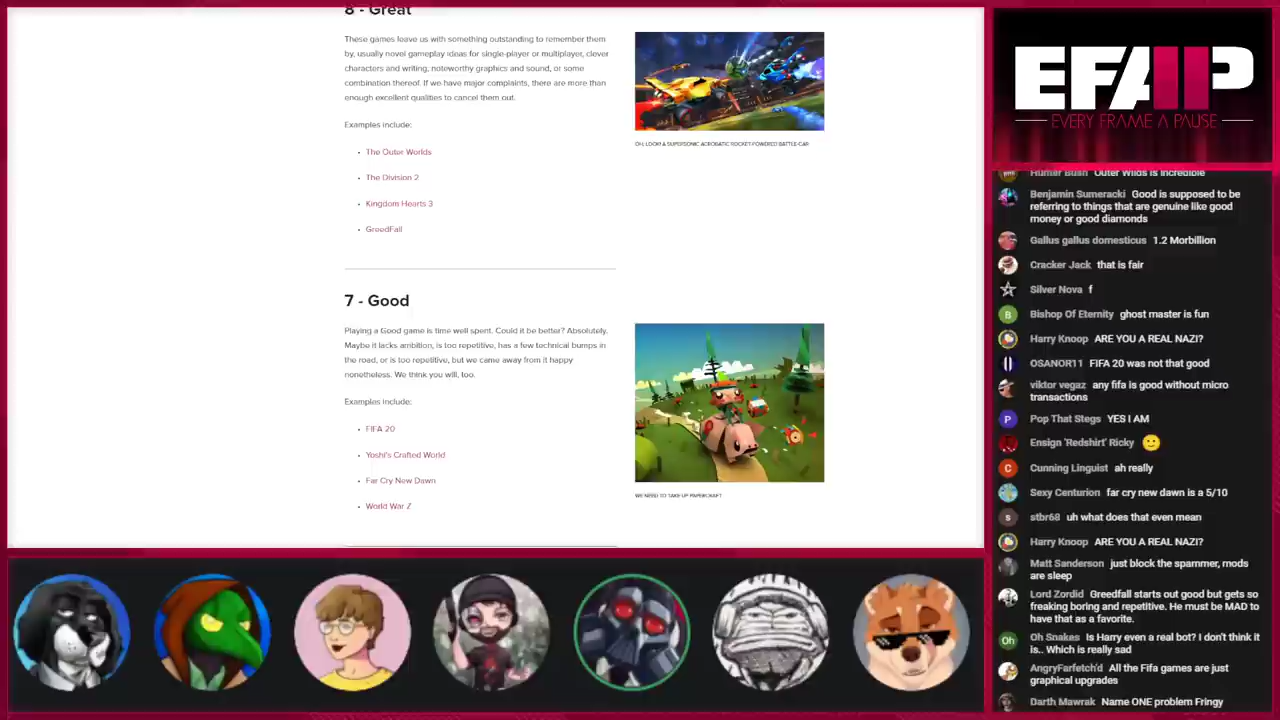 8 - Great
These games leave us with something outstanding to remember them
by, usually novel gameplay ideas for single-player or multiplayer, clever
characters and writing, noteworthy graphics and sound, or some
combination thereof. If we have major complaints, there are more than
enough excellent qualities to cancel them out.
Examples include:
• The Outer Worlds
• The Division 2
• Kingdom Hearts 3
• GreedFall
OH, LOOK! A SUPERSONIC ACROBATIC ROCKET-POWERED BATTLE-CAR
7 - Good
Playing a Good game is time well spent. Could it be better? Absolutely.
Maybe it lacks ambition, is too repetitive, has a few technical bumps in
the road, or is too repetitive, but we came away from it happy
nonetheless. We think you will, too.
Examples include:
• FIFA 20
• Yoshi's Crafted World
• Far Cry New Dawn
• World War Z
WE NEED TO TAKE UP PAPERCRAFT
EFAP
EVERY FRAME A PAUSE
Humer Bush Outer Wilds is incredible
Benjamin Sumeracki Good is supposed to be
referring to things that are genuine like good
money or good diamonds
Gallus gallus domesticus 1.2 Morbillion
Cracker Jack that is fair
Silver Nova f
B
Bishop Of Eternity ghost master is fun
Harry Knoop ARE YOU A REAL NAZI?
OSANOR11 FIFA 20 was not that good
viktor vegaz any fifa is good without micro
transactions
P
Pop That Stegs YES I AM
Ensign 'Redshirt' Ricky
C
Cunning Linguist ah really
Sexy Centurion far cry new dawn is a 5/10
s
stbr68 uh what does that even mean
Harry Knoop ARE YOU A REAL NAZI?
Matt Sanderson just block the spammer, mods
are sleep
Lord Zordid Greedfall starts out good but gets so
freaking boring and repetitive. He must be MAD to
have that as a favorite.
Oh
Oh Snakes Is Harry even a real bot? I don't think it
is.. Which is really sad
AngryFarfetch'd All the Fifa games are just
graphical upgrades
Darth Mawrak Name ONE problem Fringy